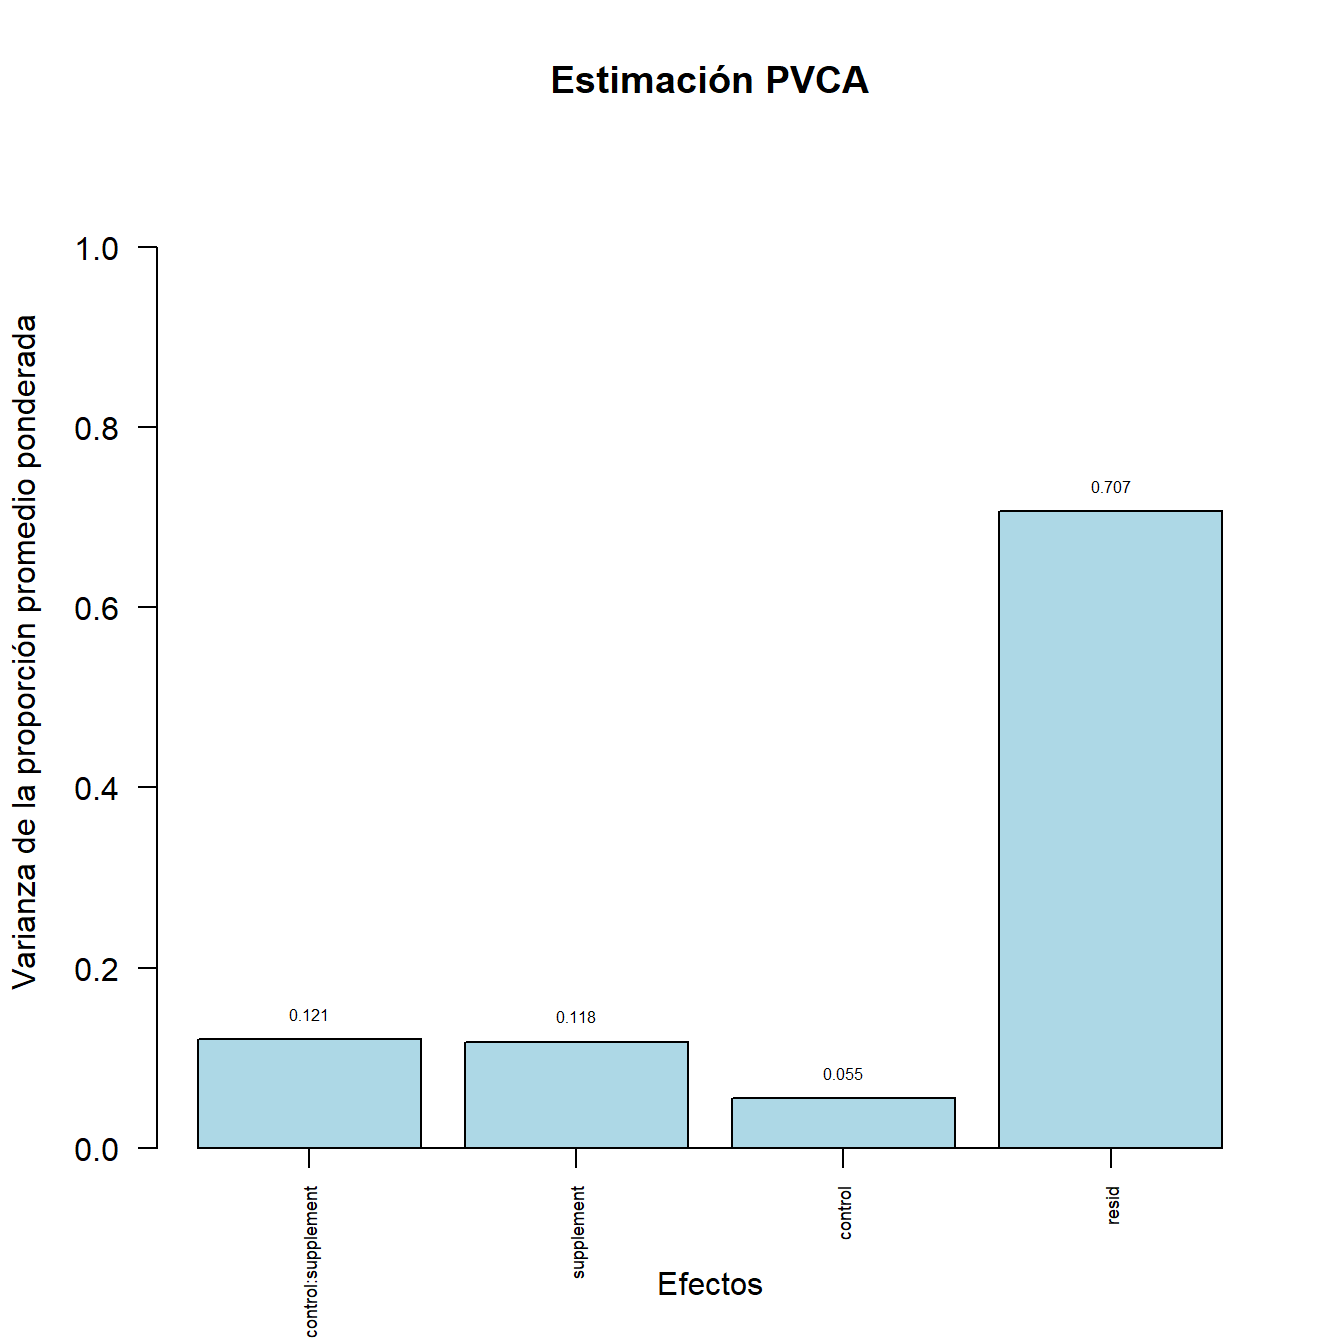 Estimación PVCA
Varianza de la proporción promedio ponderada
1.0
0.8
0.6
0.4
0.2
0.0
0.121
0.118
0.055
0.707
control:supplement
supplement
control
resid
Efectos